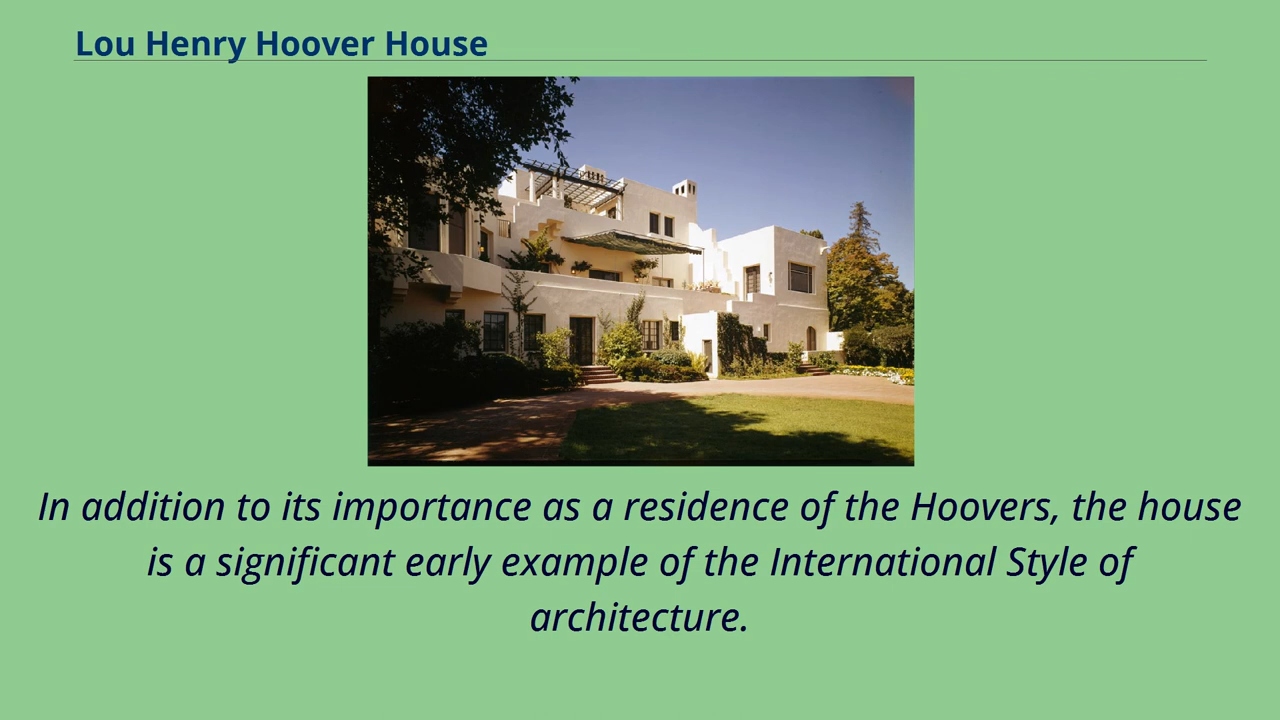 Lou Henry Hoover House
In addition to its importance as a residence of the Hoovers, the house
is a significant early example of the International Style of
architecture.